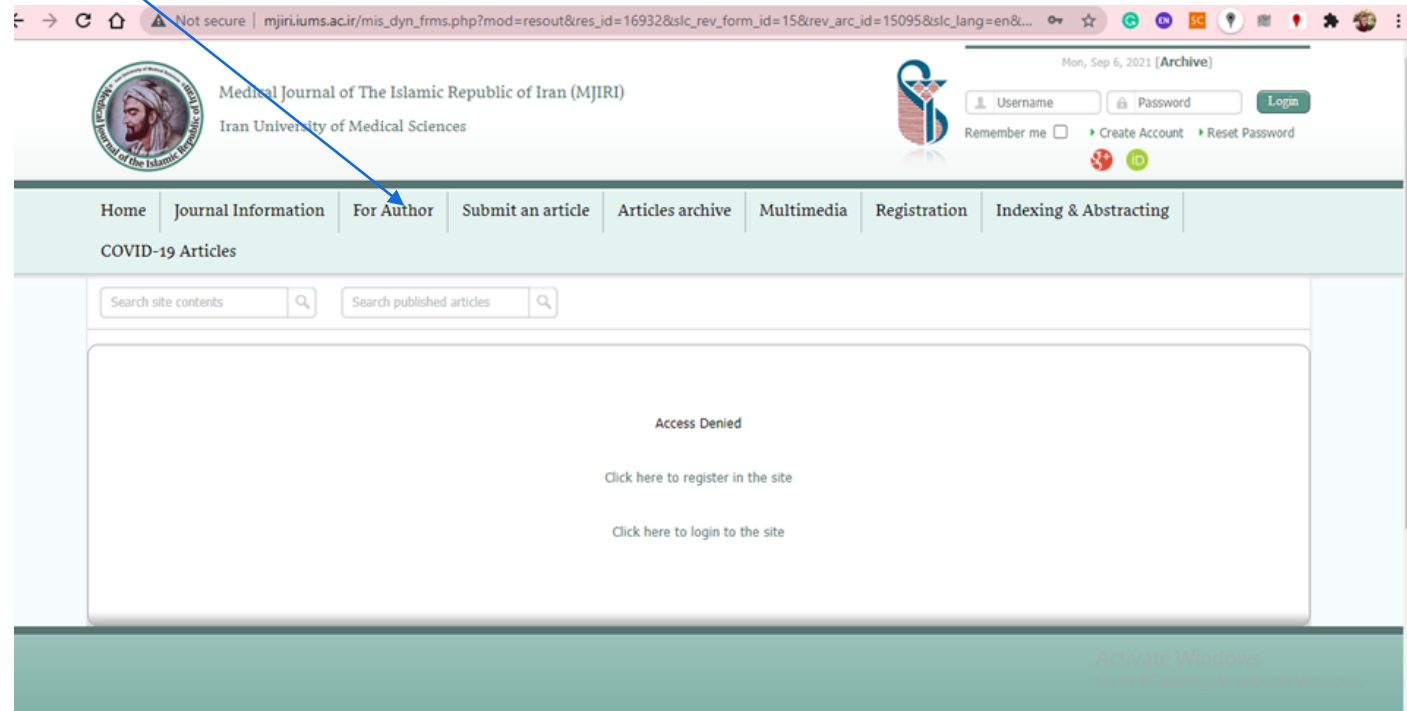 Not secure | mjiri.iums.ac.ir/mis_dyn_frms.php?mod=resout&res_id=16932&slc_rev_form_id=15&rev_arc_id=15095&slc_lang=en&...
Mon, Sep 6, 2021 [Archive]
Medical Journal of The Islamic Republic of Iran (MJIRI)
Username Password Login
Iran University of Medical Sciences
Remember me Create Account Reset Password
iD
Home Journal Information For Author Submit an article Articles archive Multimedia Registration Indexing & Abstracting
COVID-19 Articles
Search site contents Search published articles
Access Denied
Click here to register in the site
Click here to login to the site
Activate Windows